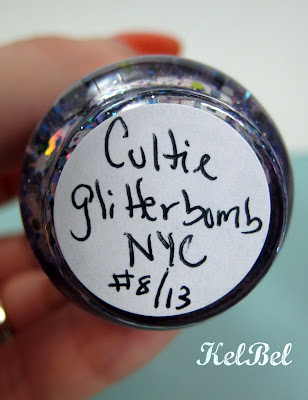 Cultie
glitterbomb
NYC
#8/13
KelBel